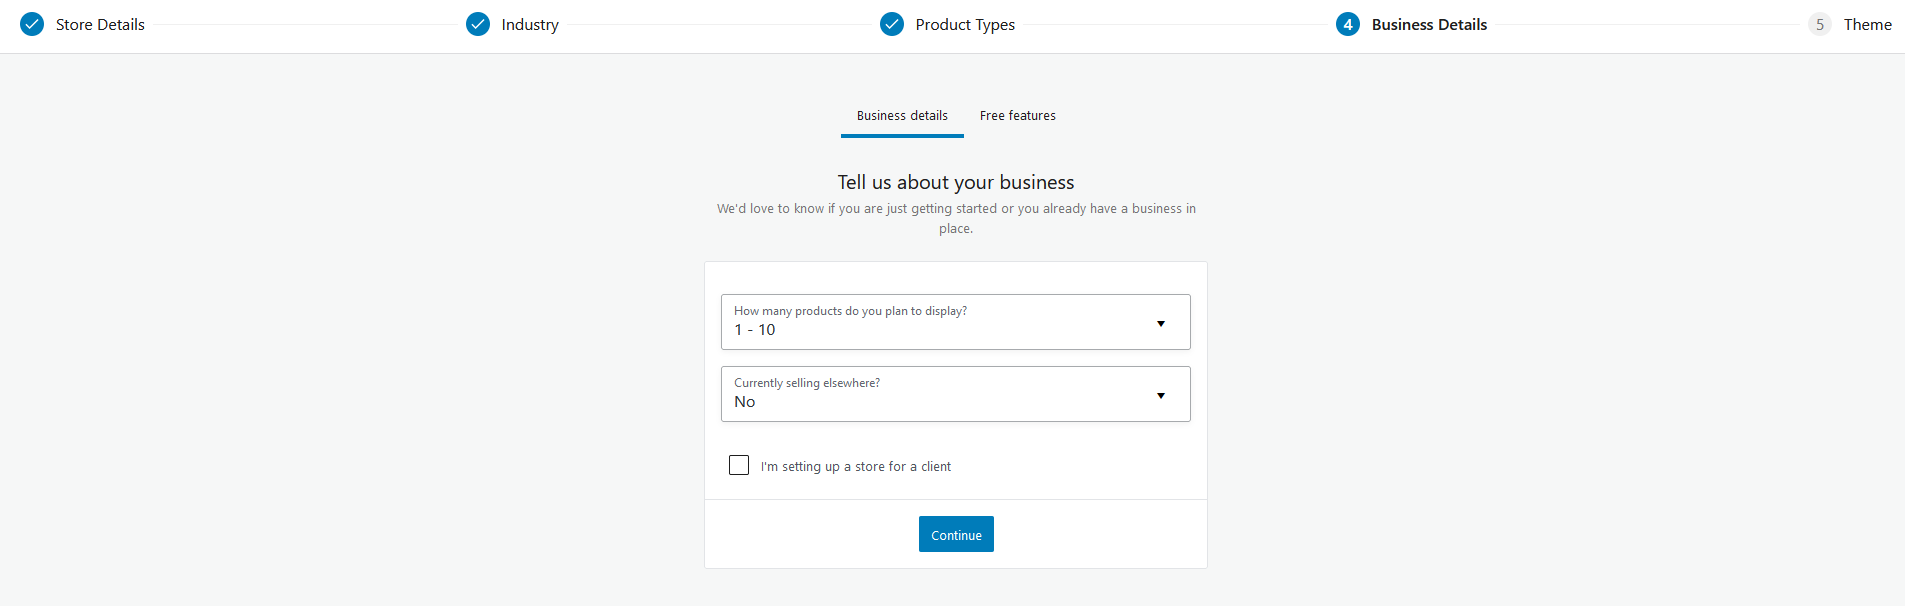 Store Details
Industry
Product Types
4 Business Details
5 Theme
Business details
Free features
Tell us about your business
We'd love to know if you are just getting started or you already have a business in
place.
How many products do you plan to display?
1 - 10
Currently selling elsewhere?
No
I'm setting up a store for a client
Continue